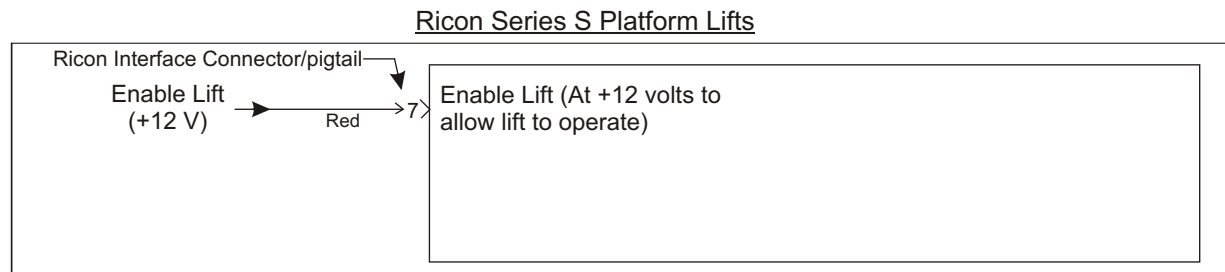 Ricon Series S Platform Lifts
Ricon Interface Connector/pigtail
Enable Lift
(+12 V)
Red
7
Enable Lift (At +12 volts to
allow lift to operate)